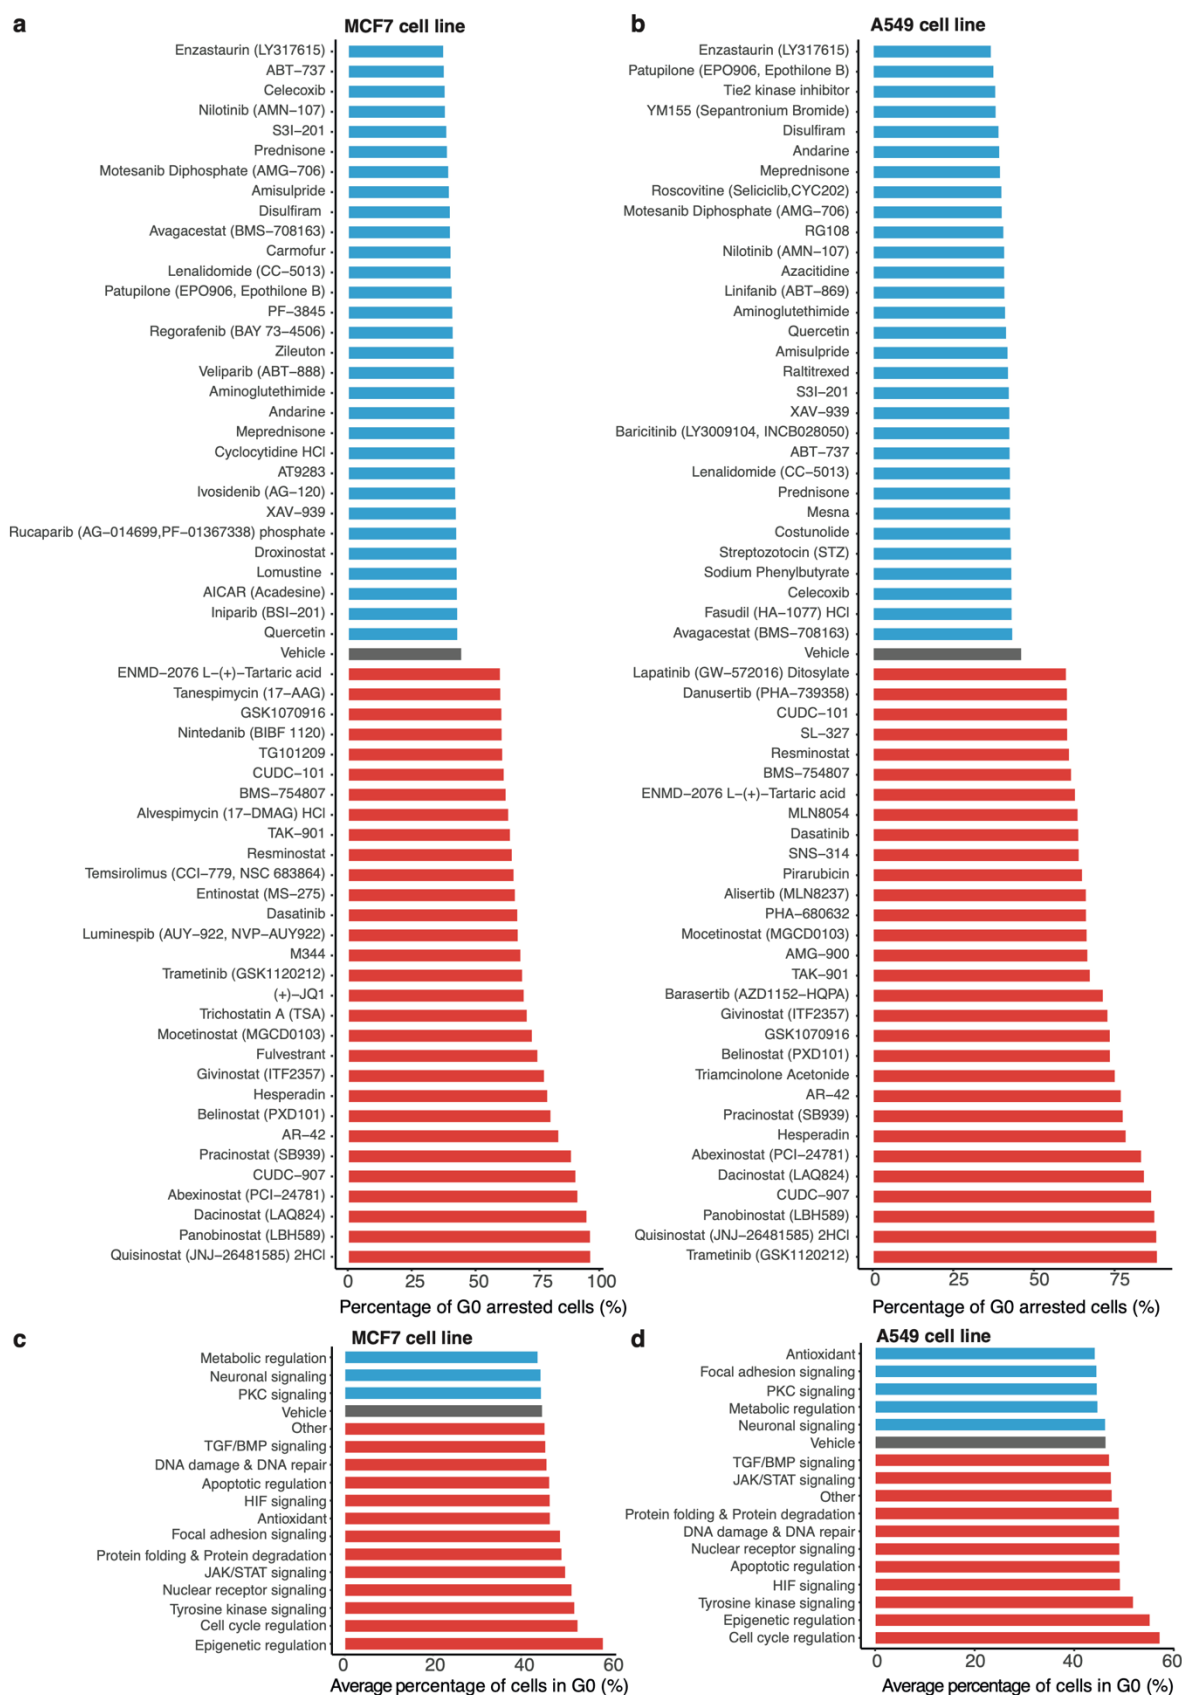 a
MCF7 cell line
Enzastaurin (LY317615)
ABT−737
Celecoxib
Nilotinib (AMN−107)
S3I−201
Prednisone
Motesanib Diphosphate (AMG−706)
Amisulpride
Disulfiram
Avagacestat (BMS−708163)
Carmofur
Lenalidomide (CC−5013)
Patupilone (EPO906, Epothilone B)
PF−3845
Regorafenib (BAY 73−4506)
Zileuton
Veliparib (ABT−888)
Aminoglutethimide
Andarine
Meprednisone
Cyclocytidine HCl
AT9283
Ivosidenib (AG−120)
XAV−939
Rucaparib (AG−014699,PF−01367338) phosphate
Droxinostat
Lomustine
AICAR (Acadesine)
Iniparib (BSI−201)
Quercetin
Vehicle
ENMD−2076 L−(+)−Tartaric acid
Tanespimycin (17−AAG)
GSK1070916
Nintedanib (BIBF 1120)
TG101209
CUDC−101
BMS−754807
Alvespimycin (17−DMAG) HCl
TAK−901
Resminostat
Temsirolimus (CCI−779, NSC 683864)
Entinostat (MS−275)
Dasatinib
Luminespib (AUY−922, NVP−AUY922)
M344
Trametinib (GSK1120212)
(+)−JQ1
Trichostatin A (TSA)
Mocetinostat (MGCD0103)
Fulvestrant
Givinostat (ITF2357)
Hesperadin
Belinostat (PXD101)
AR−42
Pracinostat (SB939)
CUDC−907
Abexinostat (PCI−24781)
Dacinostat (LAQ824)
Panobinostat (LBH589)
Quisinostat (JNJ−26481585) 2HCl
0 25 50 75 100
Percentage of G0 arrested cells (%)
b
A549 cell line
Enzastaurin (LY317615)
Patupilone (EPO906, Epothilone B)
Tie2 kinase inhibitor
YM155 (Sepantronium Bromide)
Disulfiram
Andarine
Meprednisone
Roscovitine (Seliciclib,CYC202)
Motesanib Diphosphate (AMG−706)
RG108
Nilotinib (AMN−107)
Azacitidine
Linifanib (ABT−869)
Aminoglutethimide
Quercetin
Amisulpride
Raltitrexed
S3I−201
XAV−939
Baricitinib (LY3009104, INCB028050)
ABT−737
Lenalidomide (CC−5013)
Prednisone
Mesna
Costunolide
Streptozotocin (STZ)
Sodium Phenylbutyrate
Celecoxib
Fasudil (HA−1077) HCl
Avagacestat (BMS−708163)
Vehicle
Lapatinib (GW−572016) Ditosylate
Danusertib (PHA−739358)
CUDC−101
SL−327
Resminostat
BMS−754807
ENMD−2076 L−(+)−Tartaric acid
MLN8054
Dasatinib
SNS−314
Pirarubicin
Alisertib (MLN8237)
PHA−680632
Mocetinostat (MGCD0103)
AMG−900
TAK−901
Barasertib (AZD1152−HQPA)
Givinostat (ITF2357)
GSK1070916
Belinostat (PXD101)
Triamcinolone Acetonide
AR−42
Pracinostat (SB939)
Hesperadin
Abexinostat (PCI−24781)
Dacinostat (LAQ824)
CUDC−907
Panobinostat (LBH589)
Quisinostat (JNJ−26481585) 2HCl
Trametinib (GSK1120212)
0 25 50 75
Percentage of G0 arrested cells (%)
c
MCF7 cell line
Metabolic regulation
Neuronal signaling
PKC signaling
Vehicle
Other
TGF/BMP signaling
DNA damage & DNA repair
Apoptotic regulation
HIF signaling
Antioxidant
Focal adhesion signaling
Protein folding & Protein degradation
JAK/STAT signaling
Nuclear receptor signaling
Tyrosine kinase signaling
Cell cycle regulation
Epigenetic regulation
0 20 40 60
Average percentage of cells in G0 (%)
d
A549 cell line
Antioxidant
Focal adhesion signaling
PKC signaling
Metabolic regulation
Neuronal signaling
Vehicle
TGF/BMP signaling
JAK/STAT signaling
Other
Protein folding & Protein degradation
DNA damage & DNA repair
Nuclear receptor signaling
Apoptotic regulation
HIF signaling
Tyrosine kinase signaling
Epigenetic regulation
Cell cycle regulation
0 20 40 60
Average percentage of cells in G0 (%)